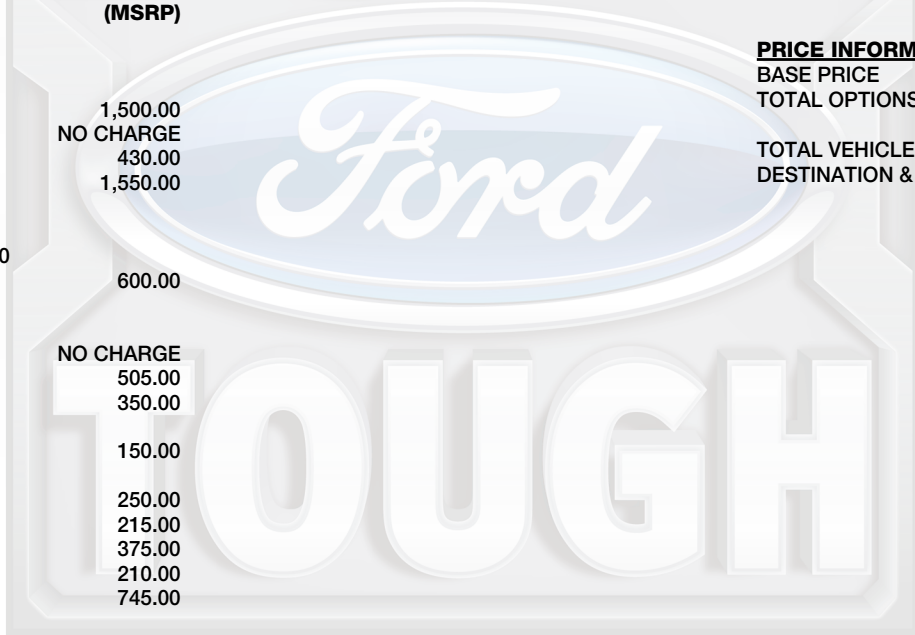 (MSRP)
PRICE INFORM
BASE PRICE
TOTAL OPTIONS
1,500.00
NO CHARGE
430.00
1,550.00
TOTAL VEHICLE
DESTINATION &
0
600.00
NO CHARGE
505.00
350.00
150.00
250.00
215.00
375.00
210.00
745.00
Ford
TOUGH